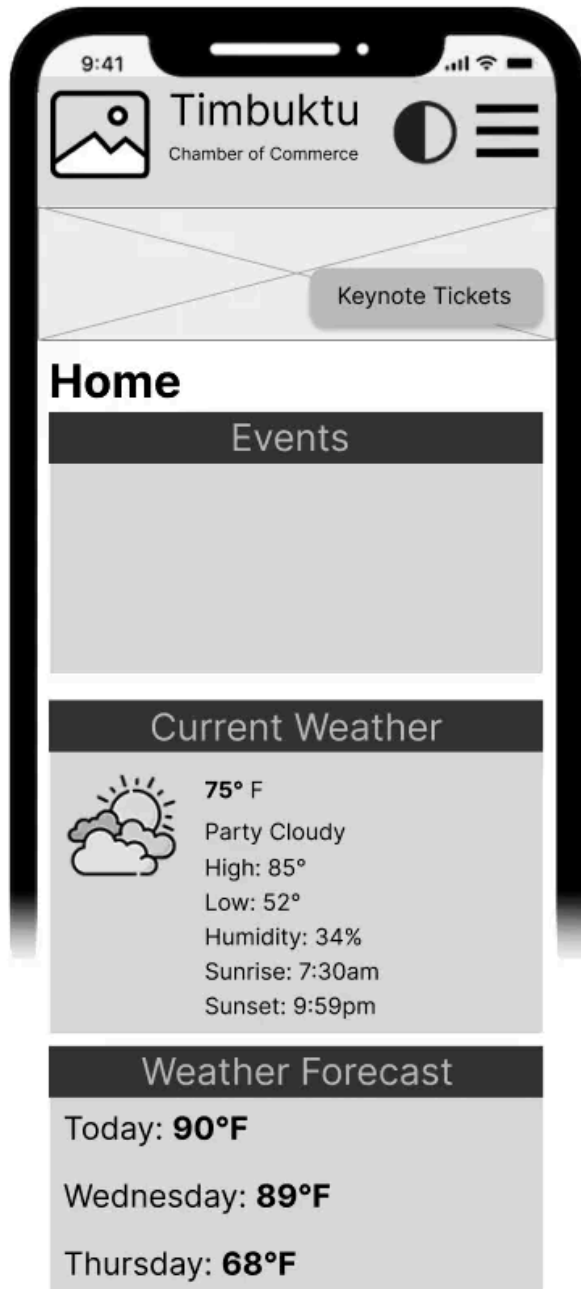 9:41
Timbuktu
Chamber of Commerce
Keynote Tickets
Home
Events
Current Weather
75° F
Party Cloudy
High: 85°
Low: 52°
Humidity: 34%
Sunrise: 7:30am
Sunset: 9:59pm
Weather Forecast
Today: 90°F
Wednesday: 89°F
Thursday: 68°F